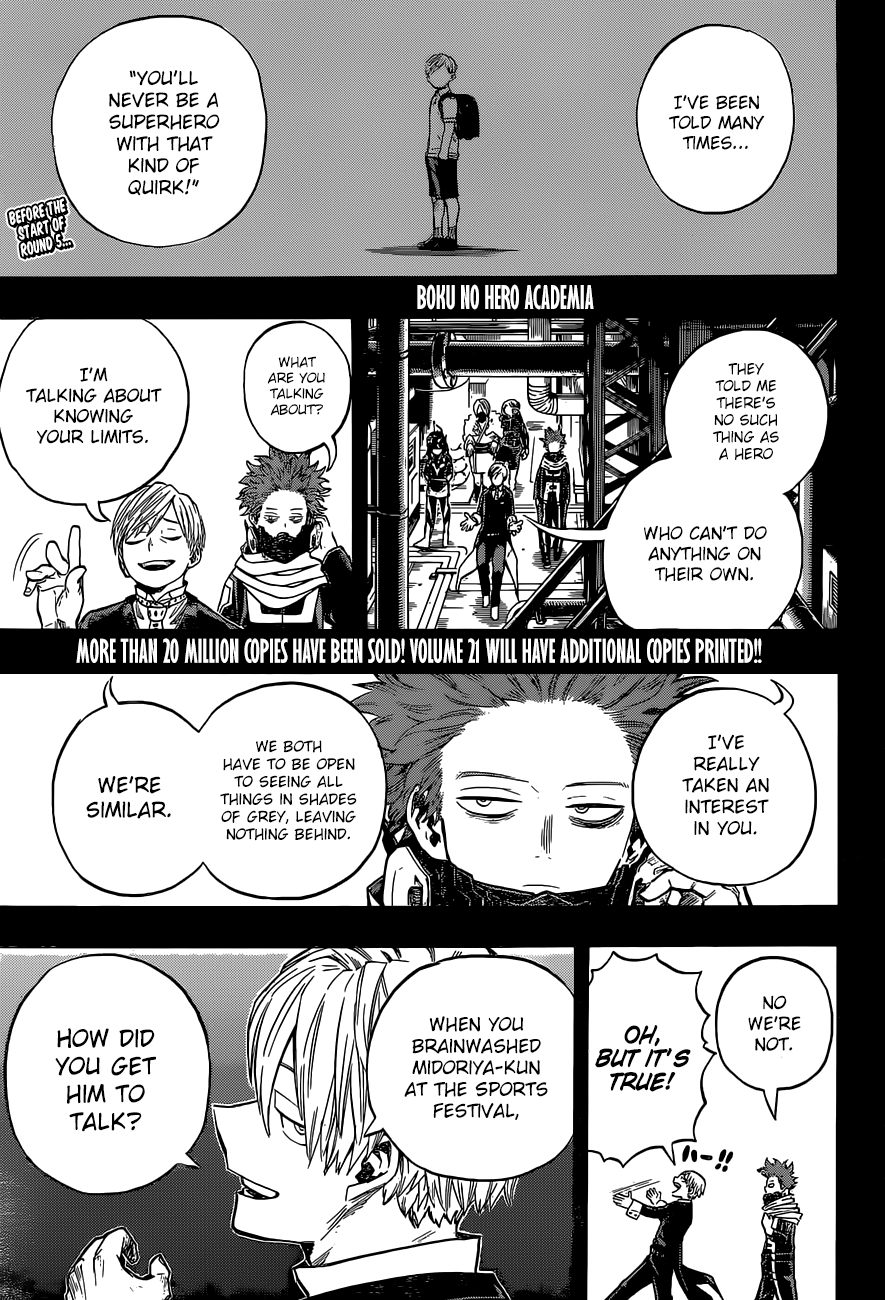 I'VE BEEN
TOLD MANY
TIMES...
"YOU'LL
NEVER BE A
SUPERHERO
WITH THAT
KIND OF
QUIRK!"
BEFORE THE
START OF
ROUND 5...
BOKU NO HERO ACADEMIA
THEY
TOLD ME
THERE'S
NO SUCH
THING AS
A HERO
WHO CAN'T DO
ANYTHING ON
THEIR OWN.
WHAT
ARE YOU
TALKING
ABOUT?
I'M
TALKING ABOUT
KNOWING
YOUR LIMITS.
MORE THAN 20 MILLION COPIES HAVE BEEN SOLD! VOLUME 21 WILL HAVE ADDITIONAL COPIES PRINTED!!
I'VE
REALLY
TAKEN AN
INTEREST
IN YOU.
WE BOTH
HAVE TO BE OPEN
TO SEEING ALL
THINGS IN SHADES
OF GREY, LEAVING
NOTHING BEHIND.
WE'RE
SIMILAR.
NO
WE'RE
NOT.
OH,
BUT IT'S
TRUE!
ハー!!
WHEN YOU
BRAINWASHED
MIDORIYA-KUN
AT THE SPORTS
FESTIVAL,
HOW DID
YOU GET
HIM TO
TALK?